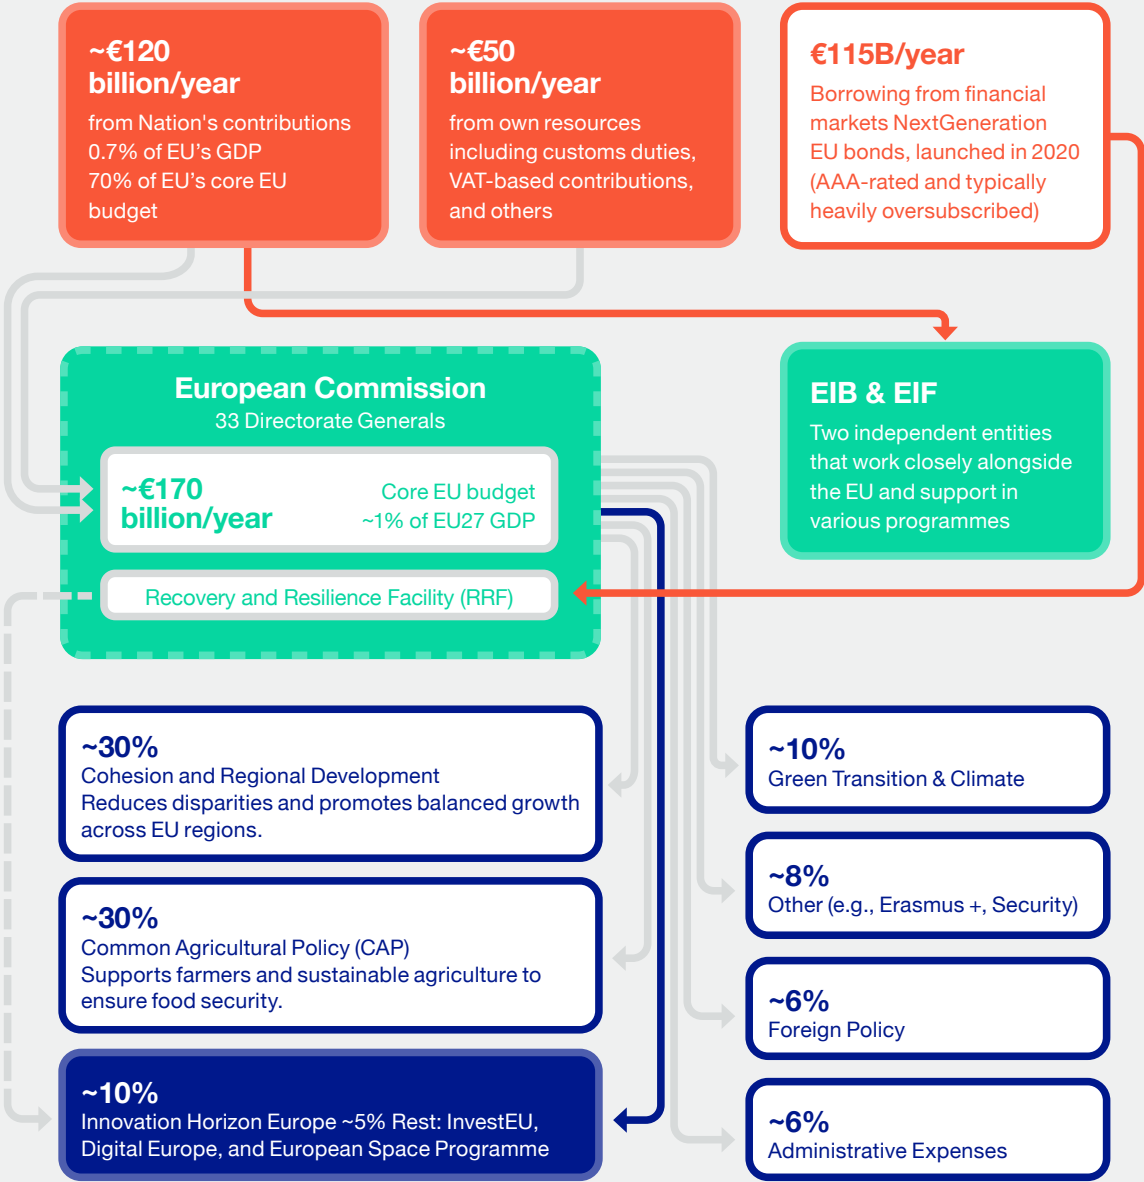 ~€120
billion/year
from Nation's contributions
0.7% of EU’s GDP
70% of EU’s core EU
budget
~€50
billion/year
from own resources
including customs duties,
VAT-based contributions,
and others
€115B/year
Borrowing from financial
markets NextGeneration
EU bonds, launched in 2020
(AAA-rated and typically
heavily oversubscribed)
European Commission
33 Directorate Generals
~€170
billion/year
Core EU budget
~1% of EU27 GDP
Recovery and Resilience Facility (RRF)
EIB & EIF
Two independent entities
that work closely alongside
the EU and support in
various programmes
~30%
Cohesion and Regional Development
Reduces disparities and promotes balanced growth
across EU regions.
~30%
Common Agricultural Policy (CAP)
Supports farmers and sustainable agriculture to
ensure food security.
~10%
Innovation Horizon Europe ~5% Rest: InvestEU,
Digital Europe, and European Space Programme
~10%
Green Transition & Climate
~8%
Other (e.g., Erasmus +, Security)
~6%
Foreign Policy
~6%
Administrative Expenses